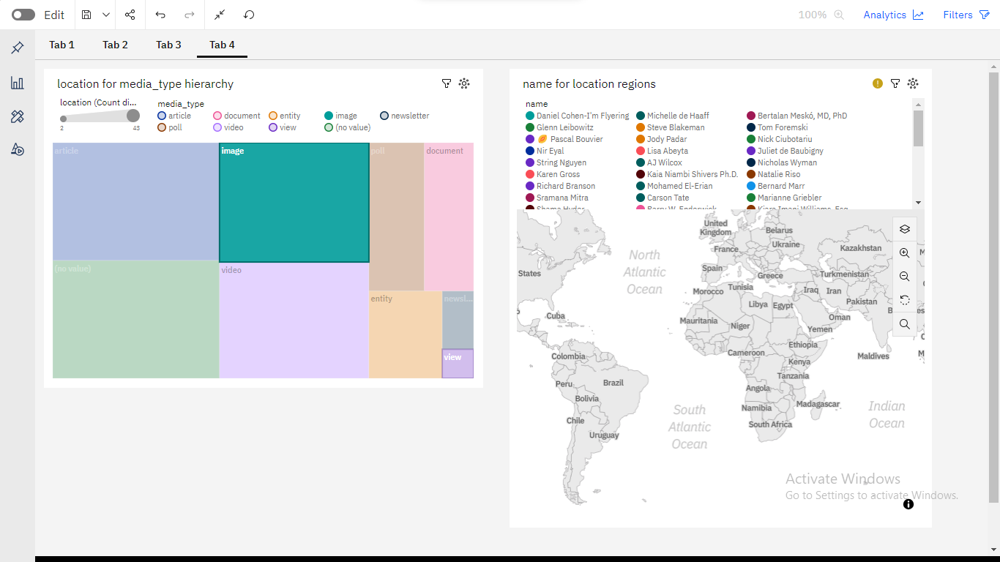 Edit
100%
Analytics
Filters
Tab 1
Tab 2
Tab 3
Tab 4
location for media_type hierarchy
location (Count di...
2
43
media_type
article
document
entity
image
newsletter
poll
video
view
(no value)
article
image
poll
document
(no value)
video
entity
newsl...
view
name for location regions
name
Daniel Cohen-I'm Flyering
Michelle de Haaff
Bertalan Meskó, MD, PhD
Glenn Leibowitz
Steve Blakeman
Tom Foremski
Pascal Bouvier
Jody Padar
Nick Ciubotariu
Nir Eyal
Lisa Abeyta
Juliet de Baubigny
String Nguyen
AJ Wilcox
Nicholas Wyman
Karen Gross
Kaia Niambi Shivers Ph.D.
Natalie Riso
Richard Branson
Mohamed El-Erian
Bernard Marr
Sramana Mitra
Carson Tate
Marianne Griebler
Shama Hyder
Barry W. Enderwick
Kiara Imani Williams, Esq
United
Kingdom
Belarus
Ukraine
Kazakhstan
France
North
Atlantic
Ocean
States
Spain
Greece
Turkmenistan
Morocco
Tunisia
Iraq
Iran
Pakistan
Libya
Egypt
Cuba
Mauritania
Niger
Oman
Yemen
Ethiopia
Colombia
Cameroon
Kenya
Maldives
Tanzania
Peru
Brazil
Angola
Bolivia
Madagascar
Namibia
Indian
Ocean
Chile
South Africa
South
Atlantic
Ocean
Uruguay
Activate Windows
Go to Settings to activate Windows.